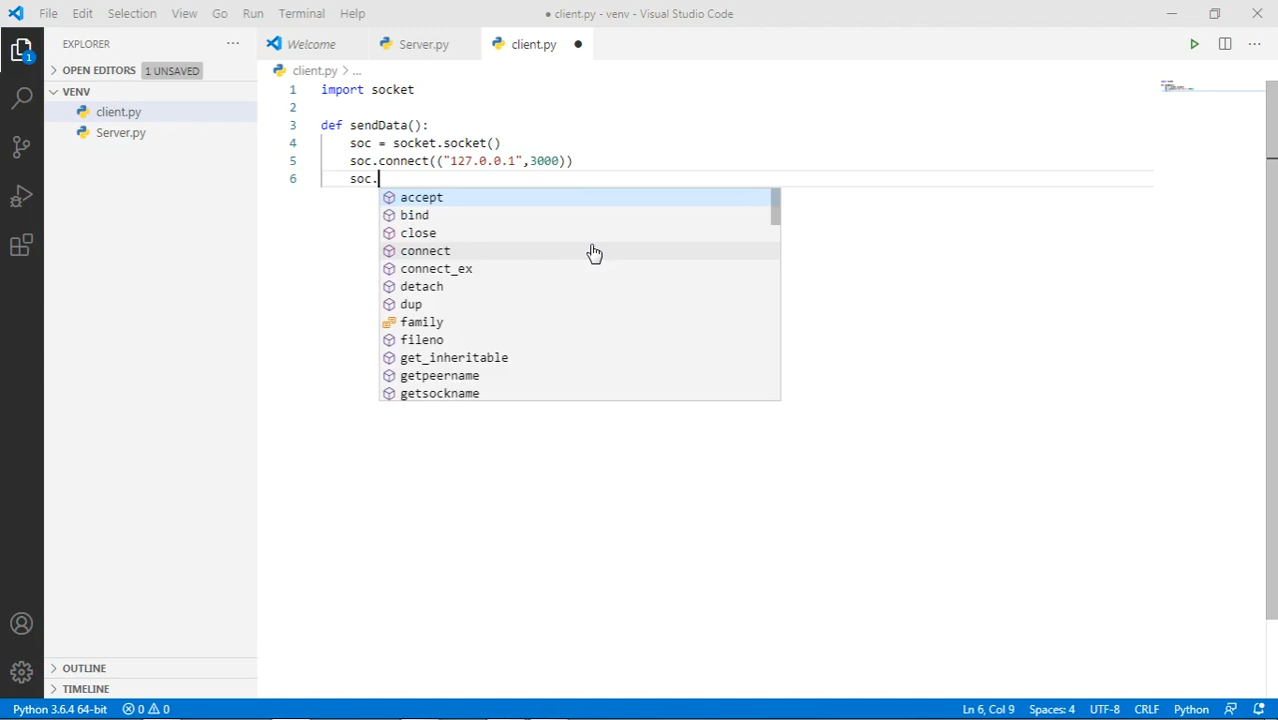 File Edit Selection View Go Run Terminal Help ● client.py - venv - Visual Studio Code
EXPLORER
Welcome Server.py client.py
OPEN EDITORS 1 UNSAVED
client.py > ...
VENV
client.py
Server.py
1 import socket
2
3 def sendData():
4 soc = socket.socket()
5 soc.connect(("127.0.0.1",3000))
6 soc.
accept
bind
close
connect
connect_ex
detach
dup
family
fileno
get_inheritable
getpeername
getsockname
1
OUTLINE
TIMELINE
Python 3.6.4 64-bit 0 0 Ln 6, Col 9 Spaces: 4 UTF-8 CRLF Python